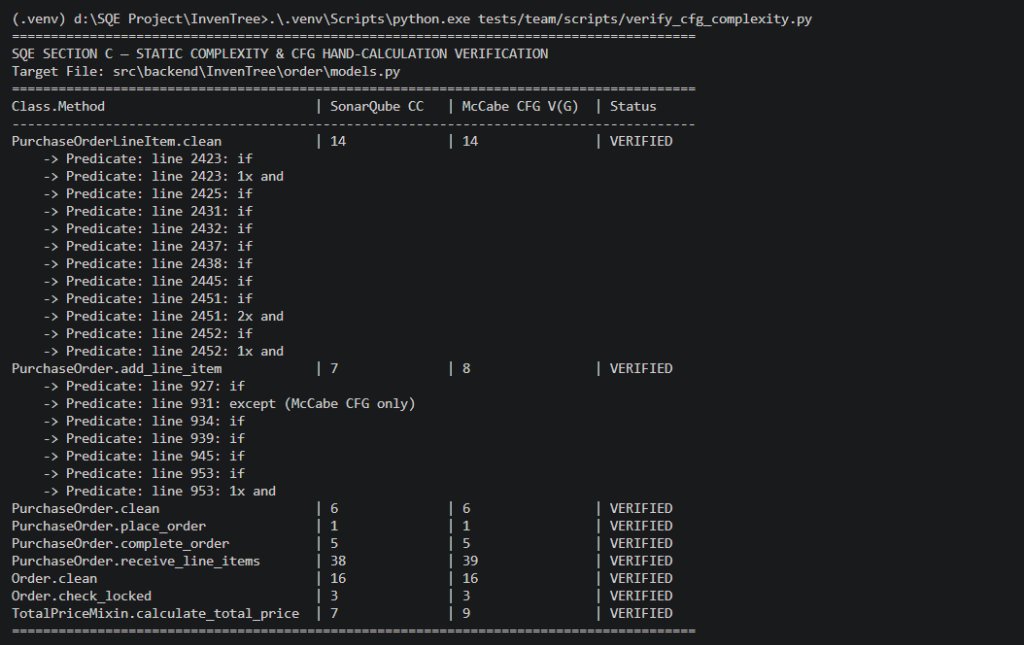 (.venv) d:\SQE Project\InvenTree>.\.venv\Scripts\python.exe tests/team/scripts/verify_cfg_complexity.py
================================================================================
SQE SECTION C — STATIC COMPLEXITY & CFG HAND-CALCULATION VERIFICATION
Target File: src\backend\InvenTree\order\models.py
================================================================================
Class.Method | SonarQube CC | McCabe CFG V(G) | Status
--------------------------------------------------------------------------------
PurchaseOrderLineItem.clean | 14 | 14 | VERIFIED
-> Predicate: line 2423: if
-> Predicate: line 2423: 1x and
-> Predicate: line 2425: if
-> Predicate: line 2431: if
-> Predicate: line 2432: if
-> Predicate: line 2437: if
-> Predicate: line 2438: if
-> Predicate: line 2445: if
-> Predicate: line 2451: if
-> Predicate: line 2451: 2x and
-> Predicate: line 2452: if
-> Predicate: line 2452: 1x and
PurchaseOrder.add_line_item | 7 | 8 | VERIFIED
-> Predicate: line 927: if
-> Predicate: line 931: except (McCabe CFG only)
-> Predicate: line 934: if
-> Predicate: line 939: if
-> Predicate: line 945: if
-> Predicate: line 953: if
-> Predicate: line 953: 1x and
PurchaseOrder.clean | 6 | 6 | VERIFIED
PurchaseOrder.place_order | 1 | 1 | VERIFIED
PurchaseOrder.complete_order | 5 | 5 | VERIFIED
PurchaseOrder.receive_line_items | 38 | 39 | VERIFIED
Order.clean | 16 | 16 | VERIFIED
Order.check_locked | 3 | 3 | VERIFIED
TotalPriceMixin.calculate_total_price | 7 | 9 | VERIFIED
================================================================================